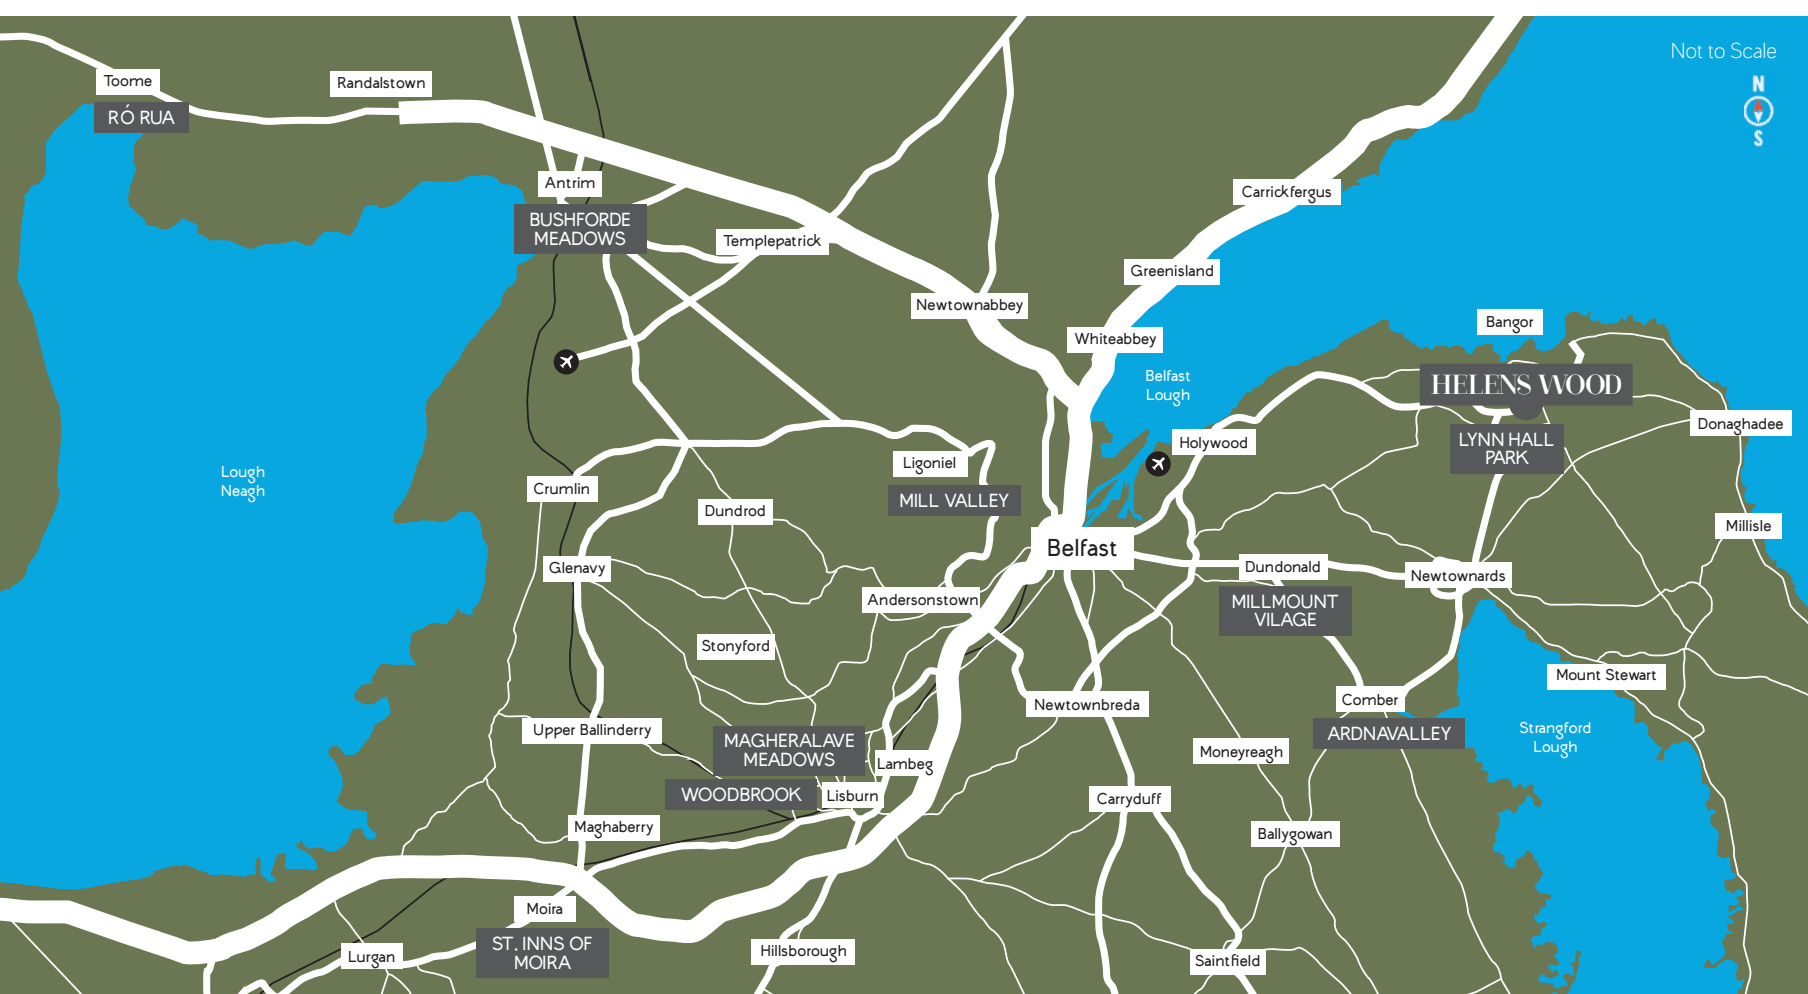 Not to Scale
N
S
Toome
Randalstown
RÓ RUA
Antrim
BUSHFORDE
MEADOWS
Templepatrick
Carrickfergus
Greenisland
Newtownabbey
Whiteabbey
Bangor
Belfast
Lough
HELENS WOOD
Donaghadee
Holywood
LYNN HALL
PARK
Lough
Neagh
Ligoniel
Crumlin
MILL VALLEY
Dundrod
Millisle
Belfast
Glenavy
Dundonald
Newtownards
Andersonstown
MILLMOUNT
VILAGE
Stonyford
Mount Stewart
Comber
Newtownbreda
Upper Ballinderry
ARDNAVALLEY
Strangford
Lough
MAGHERALAVE
MEADOWS
Moneyreagh
Lambeg
WOODBROOK
Lisburn
Carryduff
Maghaberry
Ballygowan
Moira
ST. INNS OF
MOIRA
Hillsborough
Lurgan
Saintfield